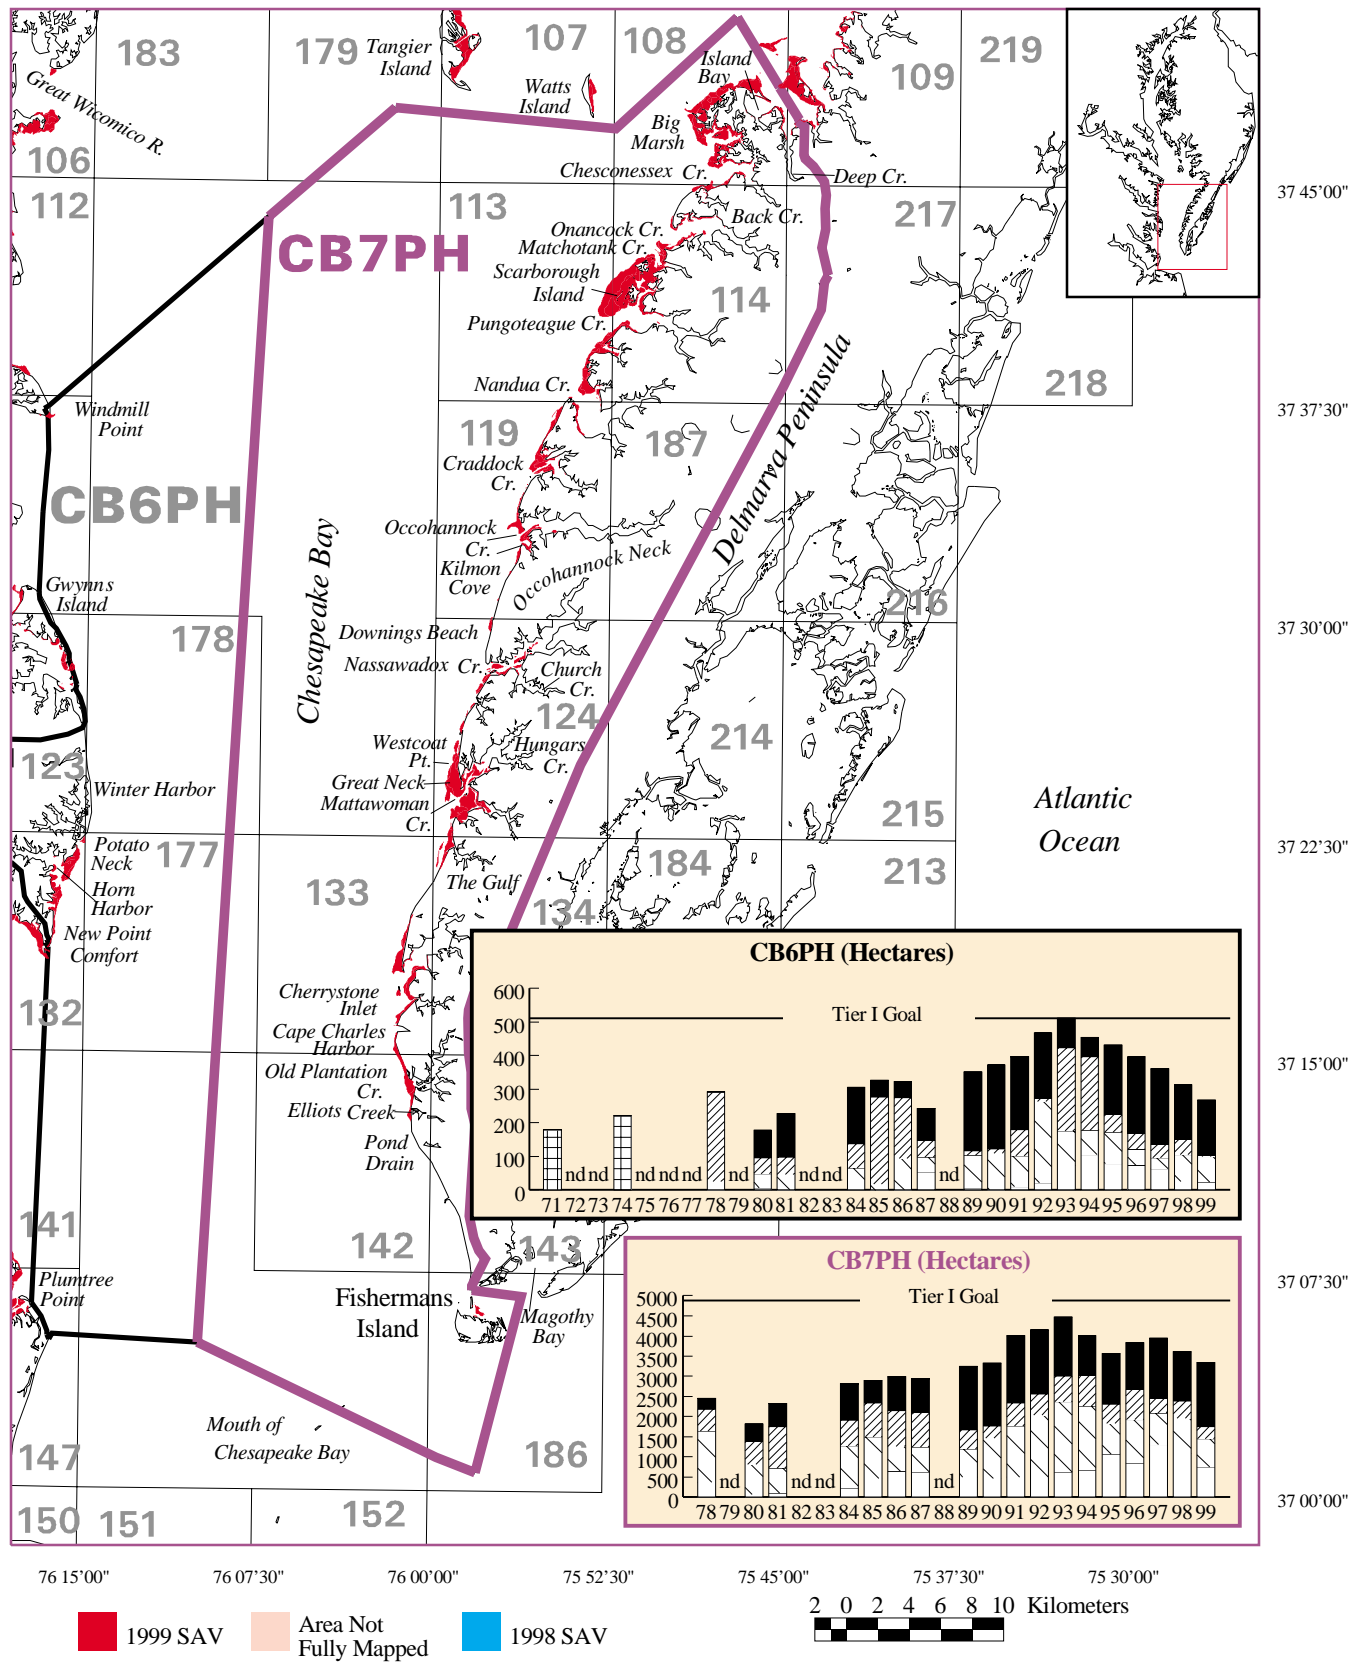 183
179
Tangier
Island
107
108
Island
Bay
219
109
Watts
Island
Great Wicomico R.
Big
Marsh
106
Chesconessex Cr.
Deep Cr.
37 45'00"
112
113
Back Cr.
217
Onancock Cr.
Matchotank Cr.
CB7PH
Scarborough
Island
114
Pungoteague Cr.
Delmarva Peninsula
Nandua Cr.
218
Windmill
Point
37 37'30"
119
187
Craddock
Cr.
CB6PH
Occohannock
Cr.
Kilmon
Cove
Occohannock Neck
Chesapeake Bay
Gwynns
Island
216
178
Downings Beach
37 30'00"
Nassawadox Cr.
Church
Cr.
124
214
Westcoat
Pt.
Hungars
Cr.
123
Great Neck
Mattawoman
Cr.
Winter Harbor
Atlantic
Ocean
215
Potato
Neck
177
37 22'30"
184
213
133
The Gulf
Horn
Harbor
134
New Point
Comfort
132
Cherrystone
Inlet
Cape Charles
Harbor
37 15'00"
Old Plantation
Cr.
Elliots Creek
Pond
Drain
CB6PH (Hectares)
600
500
400
300
200
100
0
Tier I Goal
nd nd nd nd nd nd nd nd nd
71 72 73 74 75 76 77 78 79 80 81 82 83 84 85 86 87 88 89 90 91 92 93 94 95 96 97 98 99
141
142
143
37 07'30"
Plumtree
Point
Fishermans
Island
Magothy
Bay
CB7PH (Hectares)
5000
4500
4000
3500
3000
2500
2000
1500
1000
500
0
Tier I Goal
nd nd nd nd
78 79 80 81 82 83 84 85 86 87 88 89 90 91 92 93 94 95 96 97 98 99
Mouth of
Chesapeake Bay
147
186
150
151
152
37 00'00"
76 15'00"
76 07'30"
76 00'00"
75 52'30"
75 45'00"
75 37'30"
75 30'00"
1999 SAV
Area Not
Fully Mapped
1998 SAV
2 0 2 4 6 8 10 Kilometers